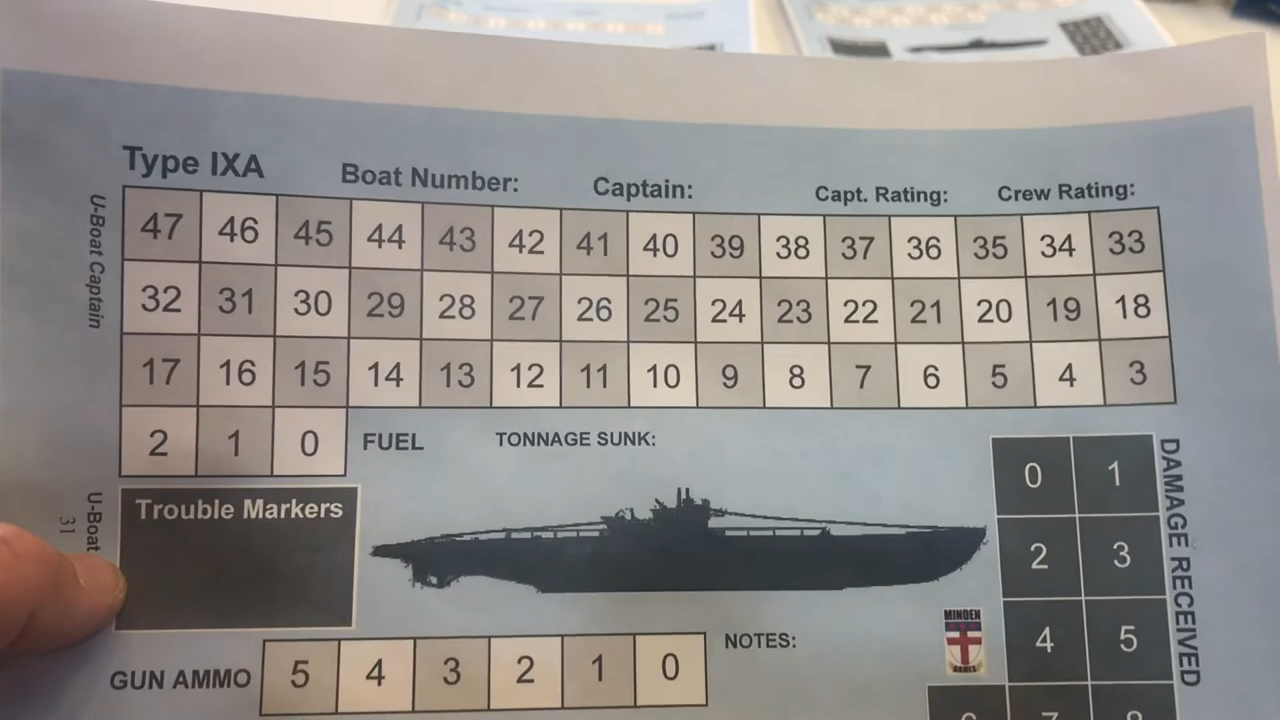 Type IXA Boat Number: Captain: Capt. Rating: Crew Rating:
U-Boat Captain
47 46 45 44 43 42 41 40 39 38 37 36 35 34 33
32 31 30 29 28 27 26 25 24 23 22 21 20 19 18
17 16 15 14 13 12 11 10 9 8 7 6 5 4 3
2 1 0 FUEL TONNAGE SUNK:
U-Boat
31
Trouble Markers
DAMAGE RECEIVED
0 1
2 3
4 5
MINDEN
GAMES
NOTES:
GUN AMMO 5 4 3 2 1 0